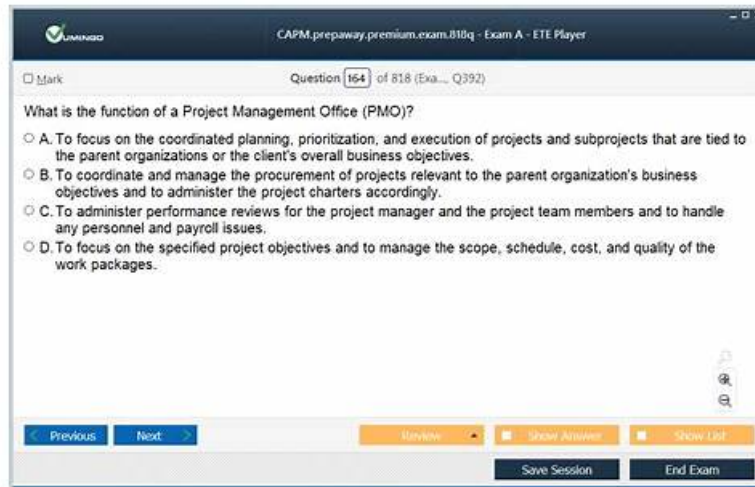 VUMINGO
CAPM.prepaway.premium.exam.818q - Exam A - ETE Player
Mark
Question 164 of 818 (Exa..., Q392)
What is the function of a Project Management Office (PMO)?
A. To focus on the coordinated planning, prioritization, and execution of projects and subprojects that are tied to
the parent organizations or the client's overall business objectives.
B. To coordinate and manage the procurement of projects relevant to the parent organization's business
objectives and to administer the project charters accordingly.
C. To administer performance reviews for the project manager and the project team members and to handle
any personnel and payroll issues.
D. To focus on the specified project objectives and to manage the scope, schedule, cost, and quality of the
work packages.
Previous Next Review Show Answer Show List
Save Session End Exam